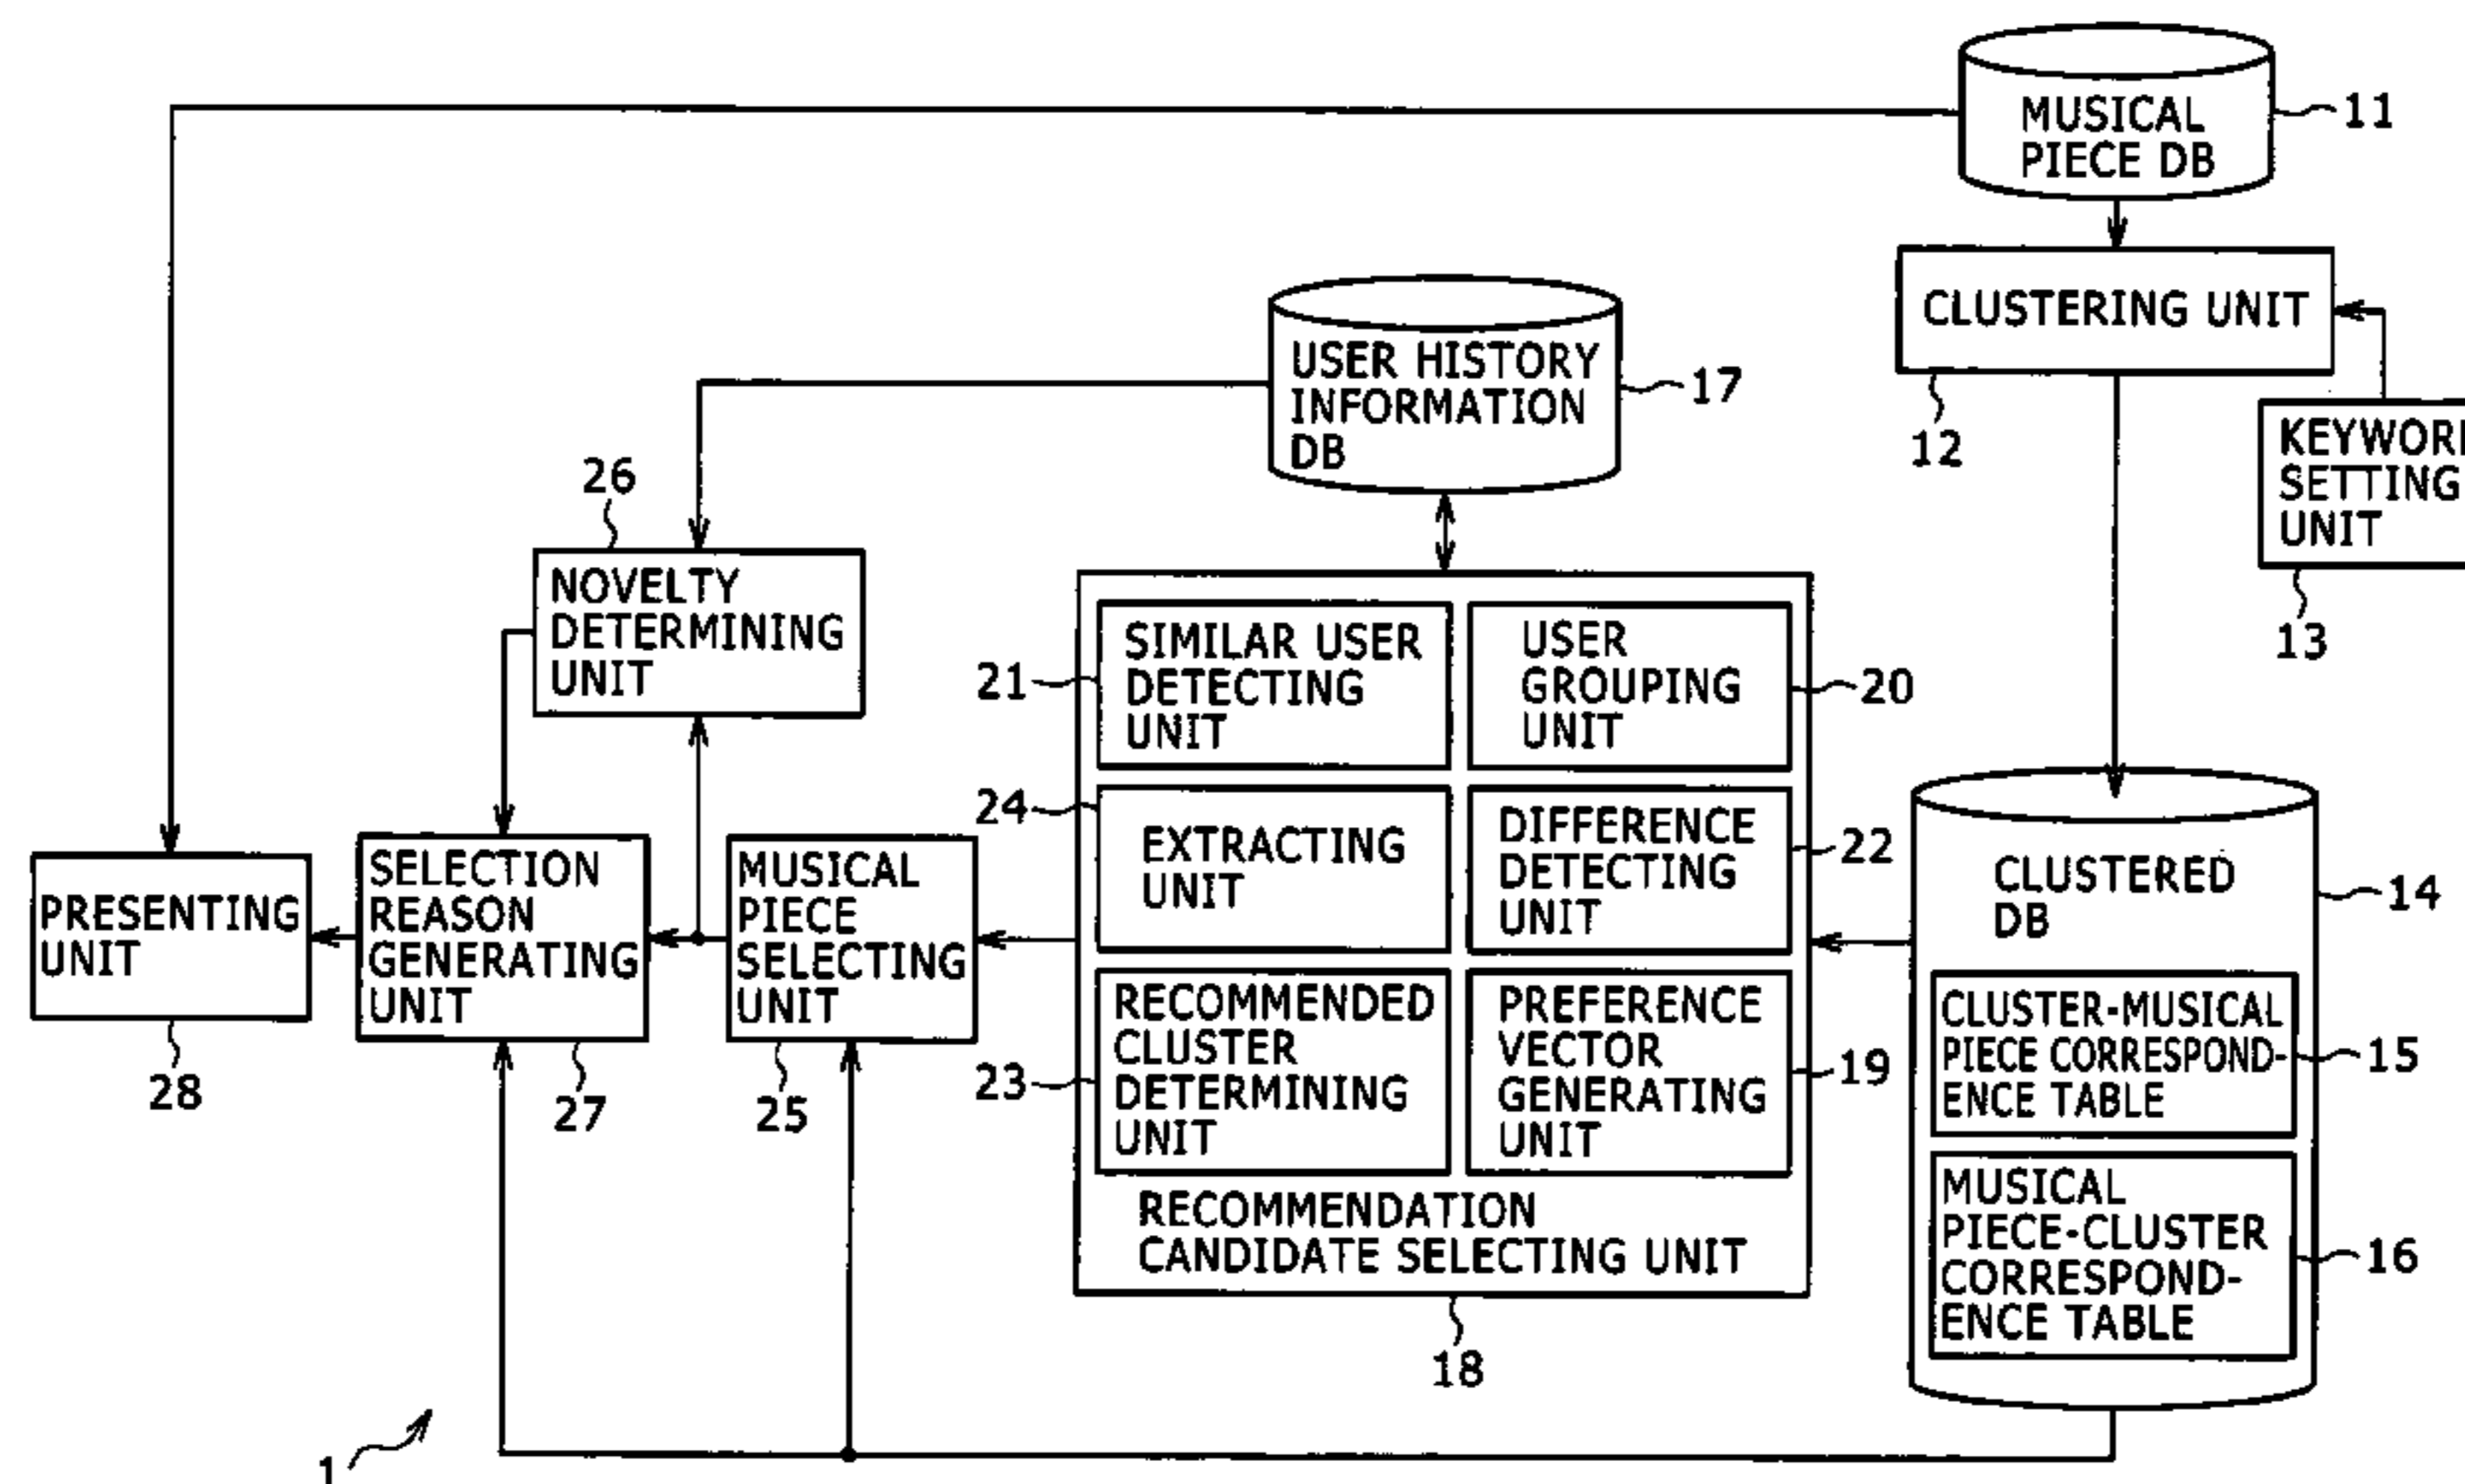 MUSICAL
PIECE DB
11
CLUSTERING UNIT
12
KEYWOR
SETTING
UNIT
13
USER HISTORY
INFORMATION
DB
17
26
NOVELTY
DETERMINING
UNIT
21
SIMILAR USER
DETECTING
UNIT
USER
GROUPING
UNIT
20
24
EXTRACTING
UNIT
DIFFERENCE
DETECTING
UNIT
22
23
RECOMMENDED
CLUSTER
DETERMINING
UNIT
PREFERENCE
VECTOR
GENERATING
UNIT
19
RECOMMENDATION
CANDIDATE SELECTING UNIT
18
CLUSTERED
DB
14
CLUSTER-MUSICAL
PIECE CORRESPOND-
ENCE TABLE
15
MUSICAL
PIECE-CLUSTER
CORRESPOND-
ENCE TABLE
16
PRESENTING
UNIT
28
SELECTION
REASON
GENERATING
UNIT
27
MUSICAL
PIECE
SELECTING
UNIT
25
1